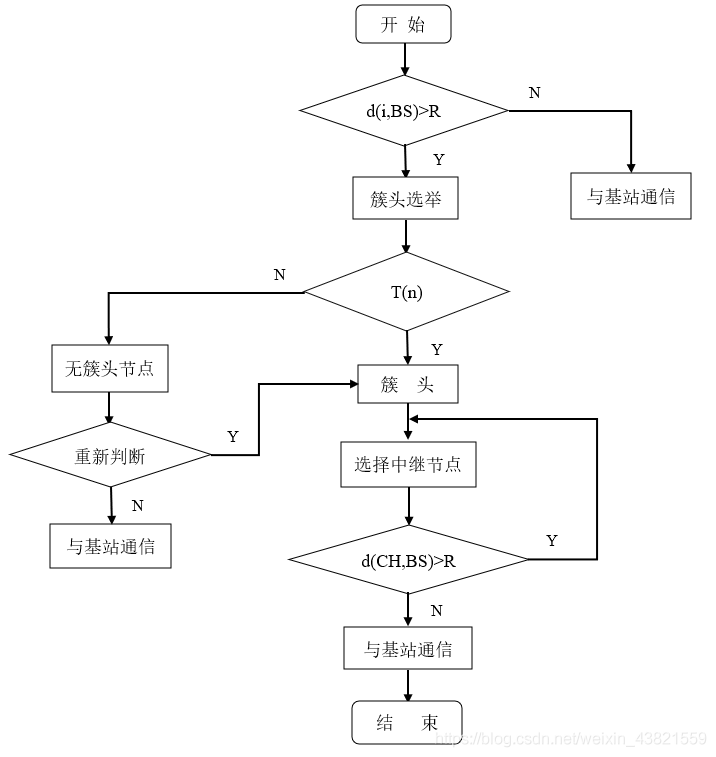 开 始
d(i,BS)>R
N
Y
与基站通信
簇头选举
N
T(n)
Y
无簇头节点
簇 头
Y
重新判断
选择中继节点
N
Y
与基站通信
d(CH,BS)>R
N
与基站通信
结 束
https://blog.csdn.net/weixin_43821559